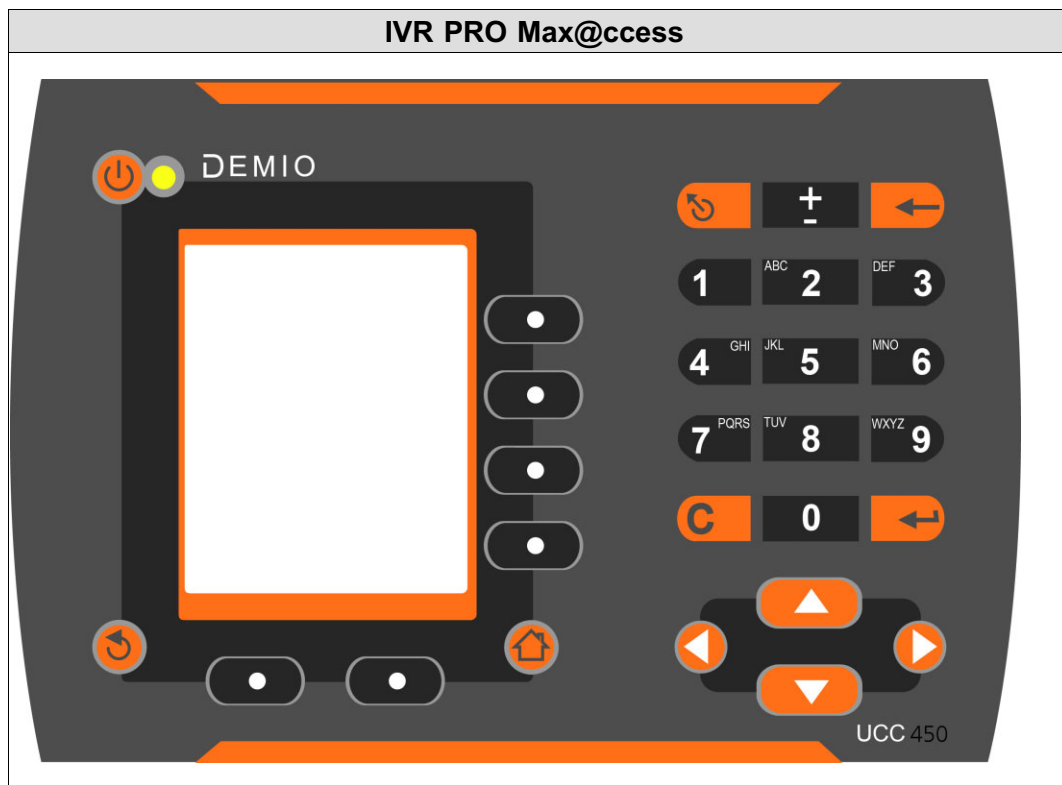 IVR PRO Max@ccess
DEMIO
+
-
1
ABC 2
DEF 3
4 GHI
JKL 5
MNO 6
7 PQRS
TUV 8
WXYZ 9
C
0
UCC 450